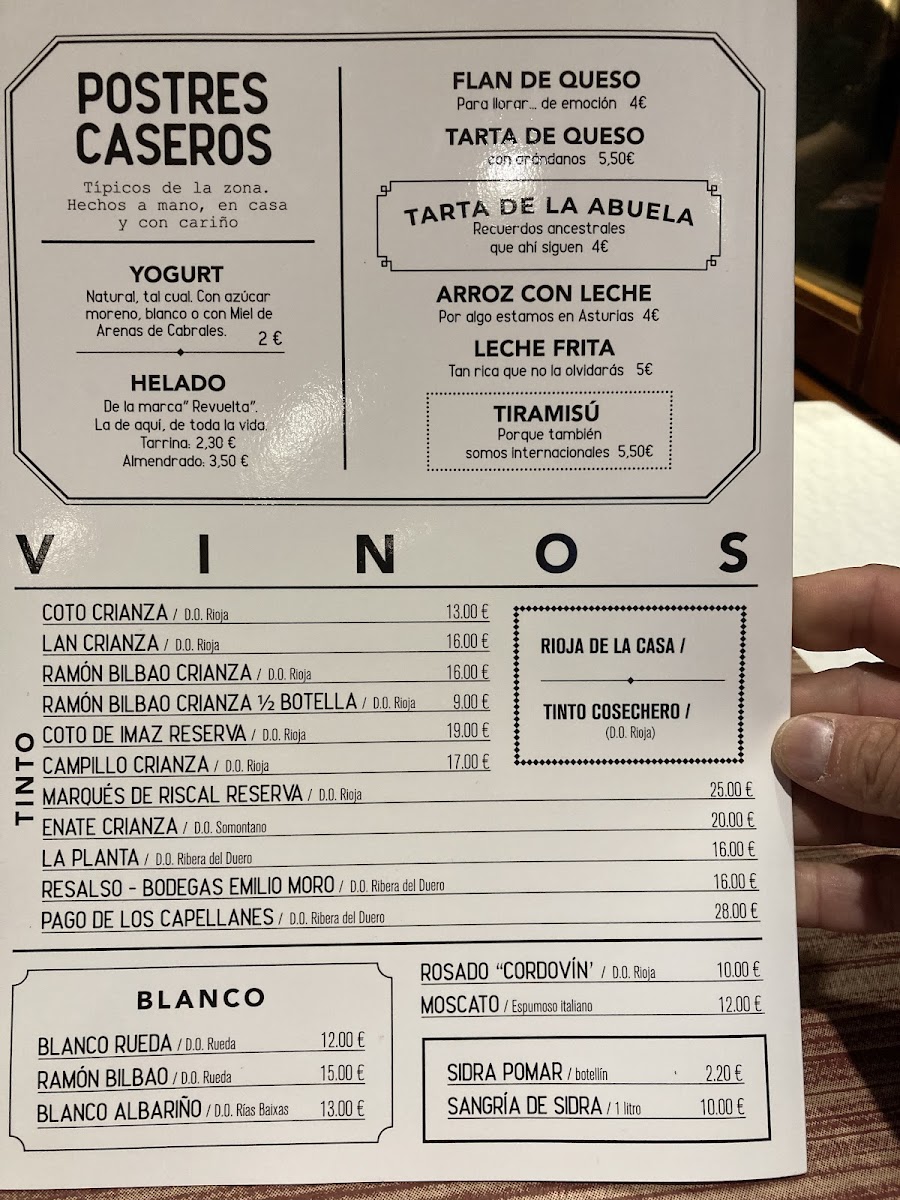 POSTRES
CASEROS
Típicos de la zona.
Hechos a mano, en casa
y con cariño
YOGURT
Natural, tal cual. Con azúcar
moreno, blanco o con Miel de
Arenas de Cabrales.
2 €
HELADO
De la marca" Revuelta".
La de aquí, de toda la vida.
Tarrina: 2,30 €
Almendrado: 3,50 €
FLAN DE QUESO
Para llorar... de emoción 4€
TARTA DE QUESO
con arándanos 5,50€
TARTA DE LA ABUELA
Recuerdos ancestrales
que ahí siguen 4€
ARROZ CON LECHE
Por algo estamos en Asturias 4€
LECHE FRITA
Tan rica que no la olvidarás 5€
TIRAMISÚ
Porque también
somos internacionales 5,50€
VINOS
TINTO
COTO CRIANZA / D.O. Rioja 13.00 €
LAN CRIANZA / D.O. Rioja 16.00 €
RAMÓN BILBAO CRIANZA / D.O. Rioja 16.00 €
RAMÓN BILBAO CRIANZA ½ BOTELLA / D.O. Rioja 9.00 €
COTO DE IMAZ RESERVA / D.O. Rioja 19.00 €
CAMPILLO CRIANZA / D.O. Rioja 17.00 €
MARQUÉS DE RISCAL RESERVA / D.O. Rioja 25.00 €
ENATE CRIANZA / D.O. Somontano 20.00 €
LA PLANTA / D.O. Ribera del Duero 16.00 €
RESALSO - BODEGAS EMILIO MORO / D.O. Ribera del Duero 16.00 €
PAGO DE LOS CAPELLANES / D.O. Ribera del Duero 28.00 €
RIOJA DE LA CASA /
TINTO COSECHERO /
(D.O. Rioja)
BLANCO
BLANCO RUEDA / D.O. Rueda 12.00 €
RAMÓN BILBAO / D.O. Rueda 15.00 €
BLANCO ALBARIÑO / D.O. Rías Baixas 13.00 €
ROSADO “CORDOVÍN’ / D.O. Rioja 10.00 €
MOSCATO / Espumoso italiano 12.00 €
SIDRA POMAR / botellín 2.20 €
SANGRÍA DE SIDRA / 1 litro 10.00 €